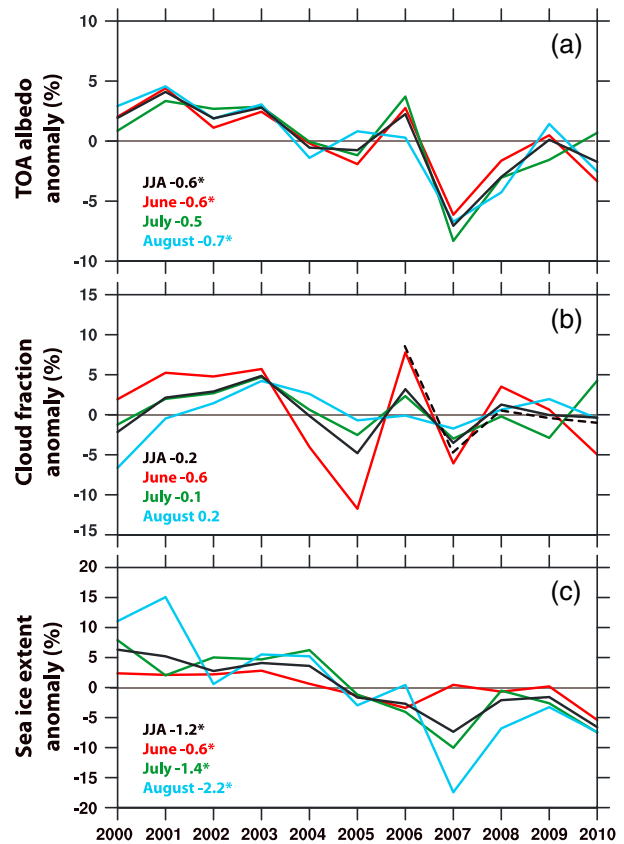 (a)
TOA albedo
anomaly (%)
10
5
0
-5
-10
JJA -0.6*
June -0.6*
July -0.5
August -0.7*
(b)
Cloud fraction
anomaly (%)
15
10
5
0
-5
-10
-15
JJA -0.2
June -0.6
July -0.1
August 0.2
(c)
Sea ice extent
anomaly (%)
20
15
10
5
0
-5
-10
-15
-20
JJA -1.2*
June -0.6*
July -1.4*
August -2.2*
2000 2001 2002 2003 2004 2005 2006 2007 2008 2009 2010